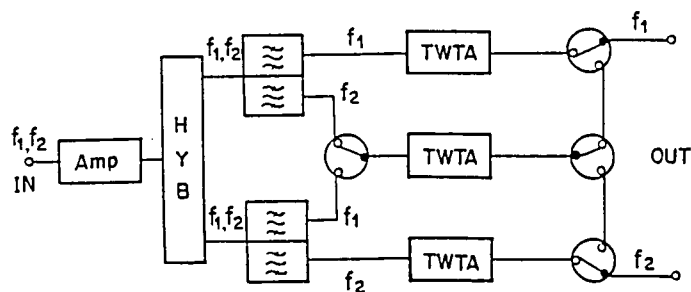 f₁,f₂
f₁
TWTA
f₁
f₂
f₁,f₂
IN
Amp
H
Y
B
TWTA
OUT
f₁,f₂
f₁
f₂
TWTA
f₂